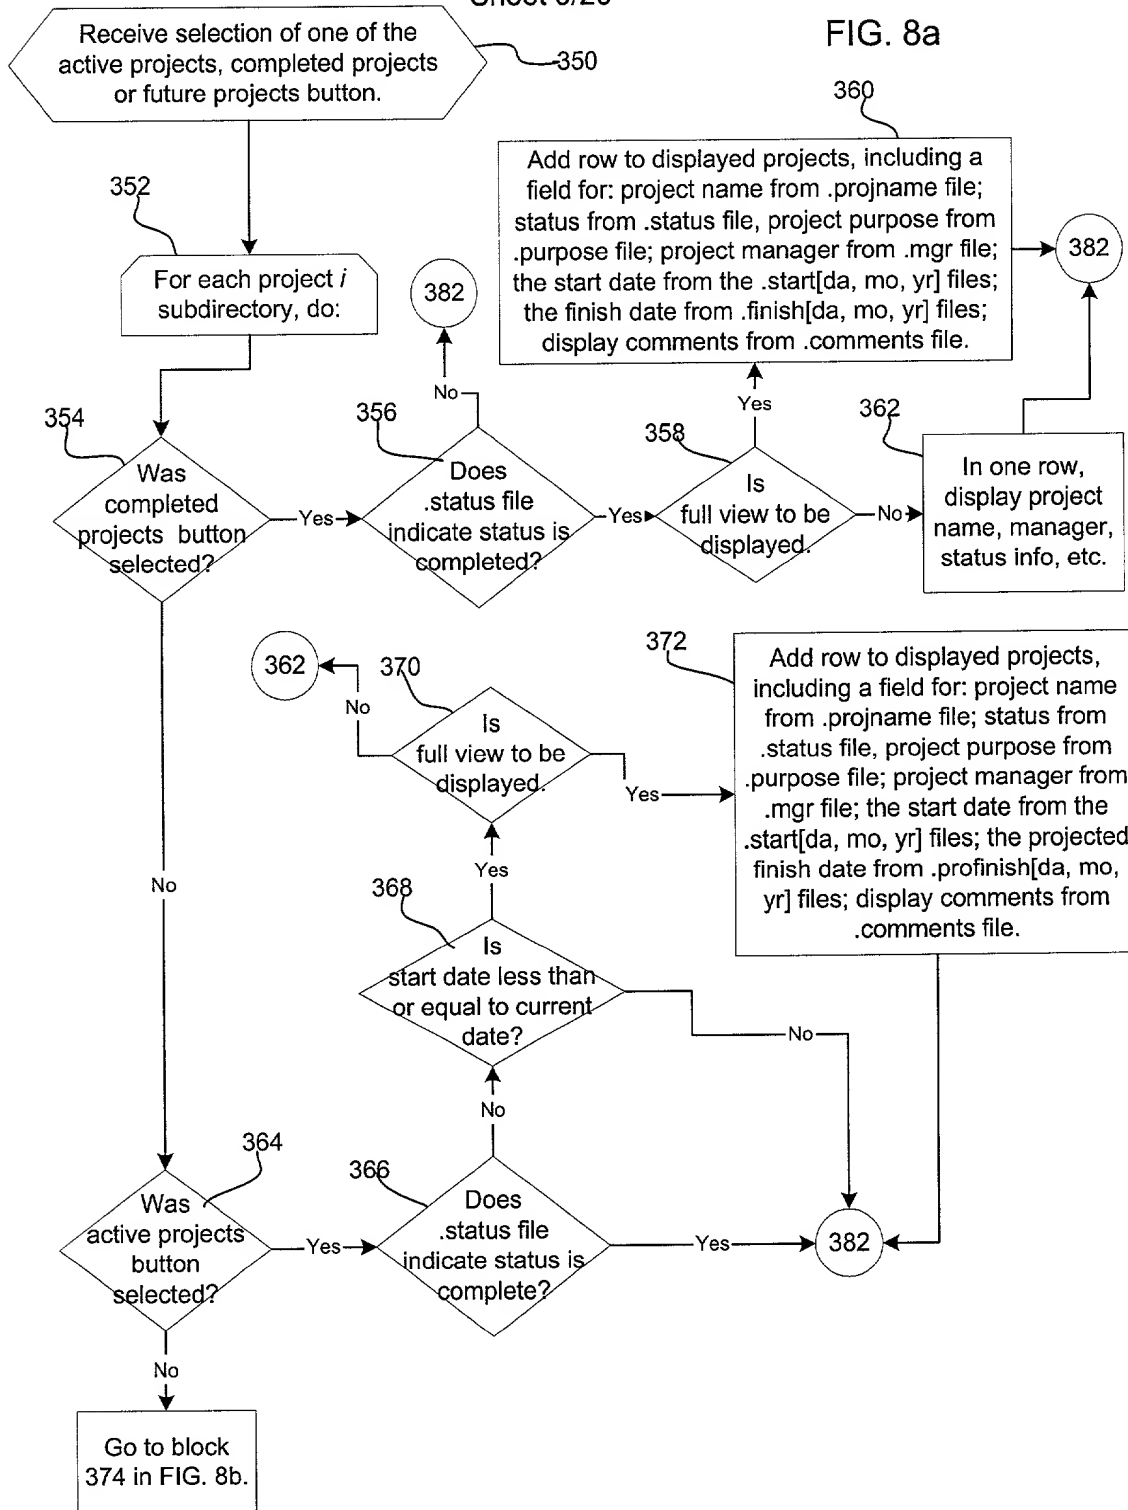 FIG. 8a
Receive selection of one of the
active projects, completed projects
or future projects button.
350
360
Add row to displayed projects, including a
field for: project name from .projname file;
status from .status file, project purpose from
.purpose file; project manager from .mgr file;
the start date from the .start[da, mo, yr] files;
the finish date from .finish[da, mo, yr] files;
display comments from .comments file.
382
352
For each project i
subdirectory, do:
382
No
Yes
354
Was
completed
projects button
selected?
Yes
356
Does
.status file
indicate status is
completed?
Yes
358
Is
full view to be
displayed.
No
362
In one row,
display project
name, manager,
status info, etc.
362
No
370
Is
full view to be
displayed.
Yes
372
Add row to displayed projects,
including a field for: project name
from .projname file; status from
.status file, project purpose from
.purpose file; project manager from
.mgr file; the start date from the
.start[da, mo, yr] files; the projected
finish date from .profinish[da, mo,
yr] files; display comments from
.comments file.
No
Yes
368
Is
start date less than
or equal to current
date?
No
No
364
Was
active projects
button
selected?
Yes
366
Does
.status file
indicate status is
complete?
Yes
382
No
Go to block
374 in FIG. 8b.